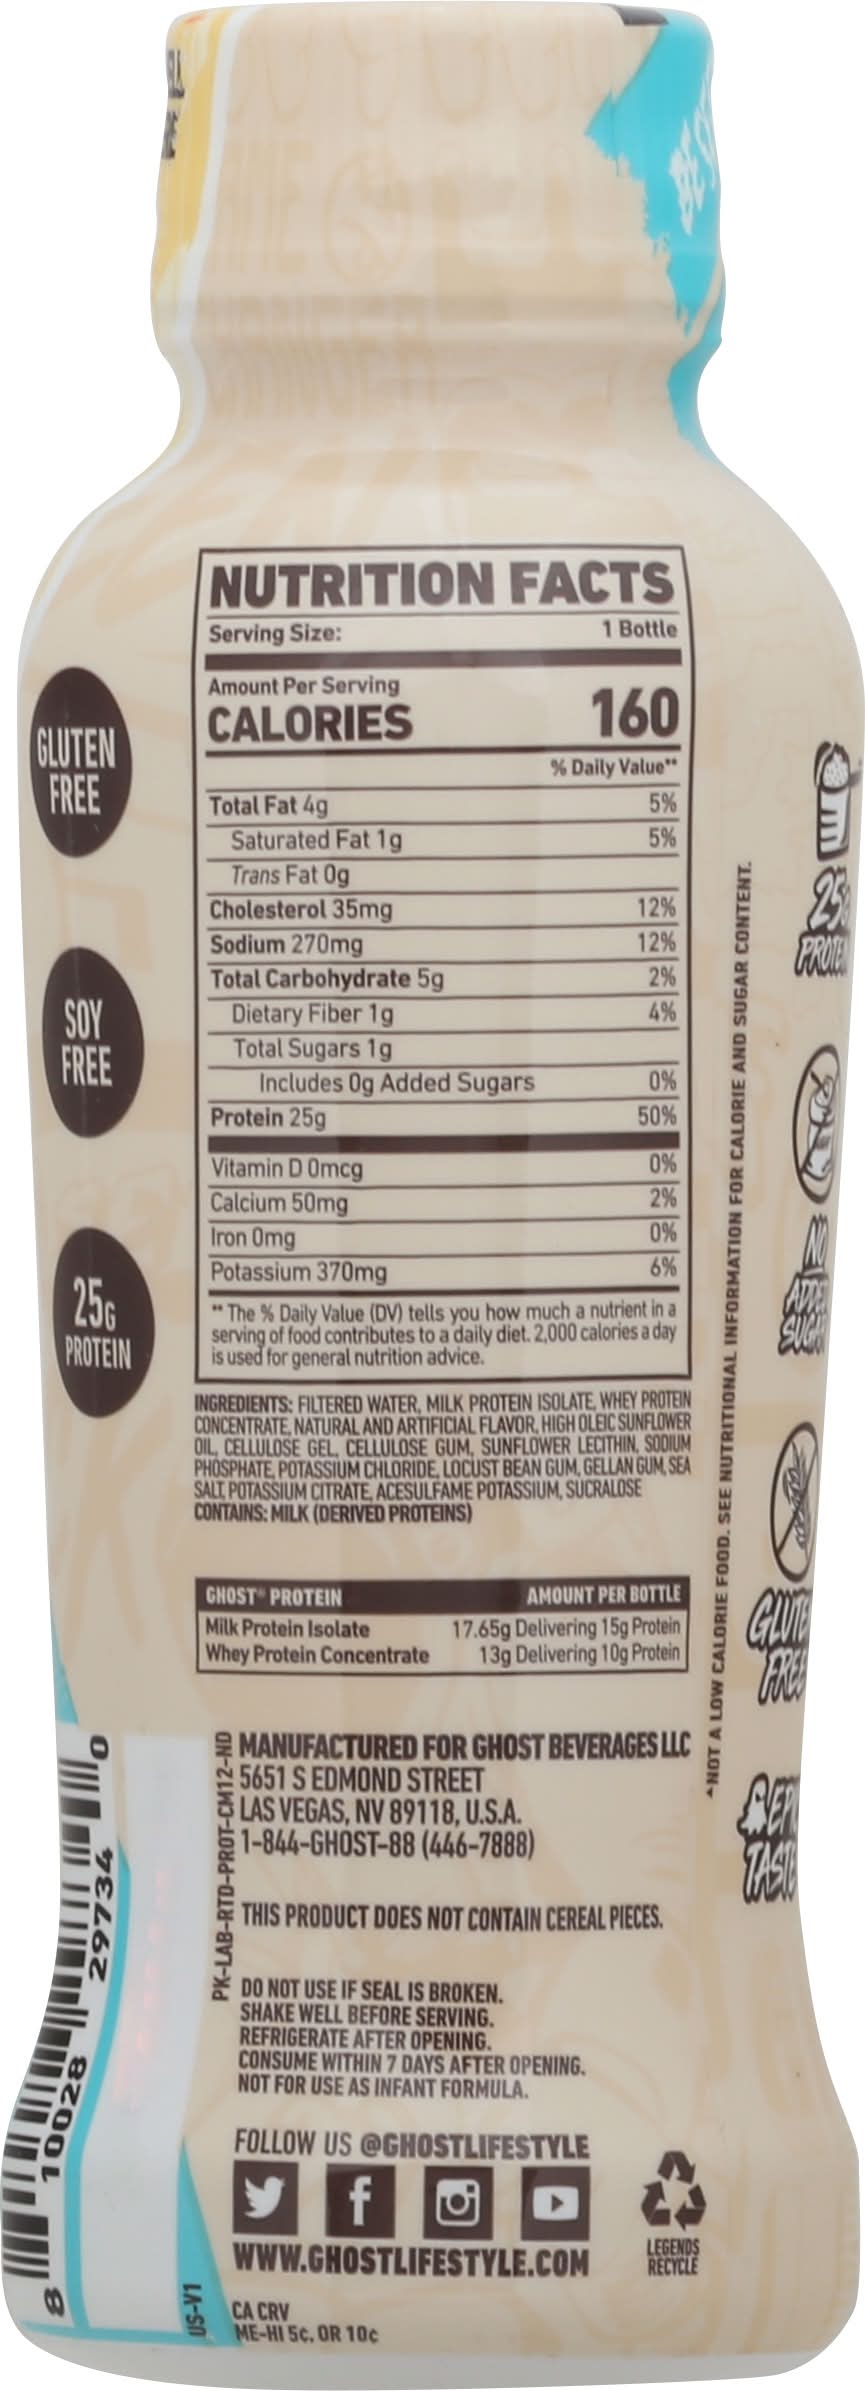 GLUTEN
FREE
SOY
FREE
25G
PROTEIN
NUTRITION FACTS
Serving Size: 1 Bottle
Amount Per Serving
CALORIES 160
% Daily Value**
Total Fat 4g 5%
Saturated Fat 1g 5%
Trans Fat 0g
Cholesterol 35mg 12%
Sodium 270mg 12%
Total Carbohydrate 5g 2%
Dietary Fiber 1g 4%
Total Sugars 1g
Includes 0g Added Sugars 0%
Protein 25g 50%
Vitamin D 0mcg 0%
Calcium 50mg 2%
Iron 0mg 0%
Potassium 370mg 6%
** The % Daily Value (DV) tells you how much a nutrient in a
serving of food contributes to a daily diet. 2,000 calories a day
is used for general nutrition advice.
INGREDIENTS: FILTERED WATER, MILK PROTEIN ISOLATE, WHEY PROTEIN
CONCENTRATE, NATURAL AND ARTIFICIAL FLAVOR, HIGH OLEIC SUNFLOWER
OIL, CELLULOSE GEL, CELLULOSE GUM, SUNFLOWER LECITHIN, SODIUM
PHOSPHATE, POTASSIUM CHLORIDE, LOCUST BEAN GUM, GELLAN GUM, SEA
SALT, POTASSIUM CITRATE, ACESULFAME POTASSIUM, SUCRALOSE
CONTAINS: MILK (DERIVED PROTEINS)
GHOST® PROTEIN AMOUNT PER BOTTLE
Milk Protein Isolate 17.65g Delivering 15g Protein
Whey Protein Concentrate 13g Delivering 10g Protein
MANUFACTURED FOR GHOST BEVERAGES LLC
5651 S EDMOND STREET
LAS VEGAS, NV 89118, U.S.A.
1-844-GHOST-88 (446-7888)
THIS PRODUCT DOES NOT CONTAIN CEREAL PIECES.
DO NOT USE IF SEAL IS BROKEN.
SHAKE WELL BEFORE SERVING.
REFRIGERATE AFTER OPENING.
CONSUME WITHIN 7 DAYS AFTER OPENING.
NOT FOR USE AS INFANT FORMULA.
FOLLOW US @GHOSTLIFESTYLE
WWW.GHOSTLIFESTYLE.COM
LEGENDS
RECYCLE
CA CRV
ME-HI 5¢, OR 10¢
PK-LAB-RTD-PROT-CM12-ND
US-V1
8 10028 29734 0
^NOT A LOW CALORIE FOOD. SEE NUTRITIONAL INFORMATION FOR CALORIE AND SUGAR CONTENT.
25G
NO